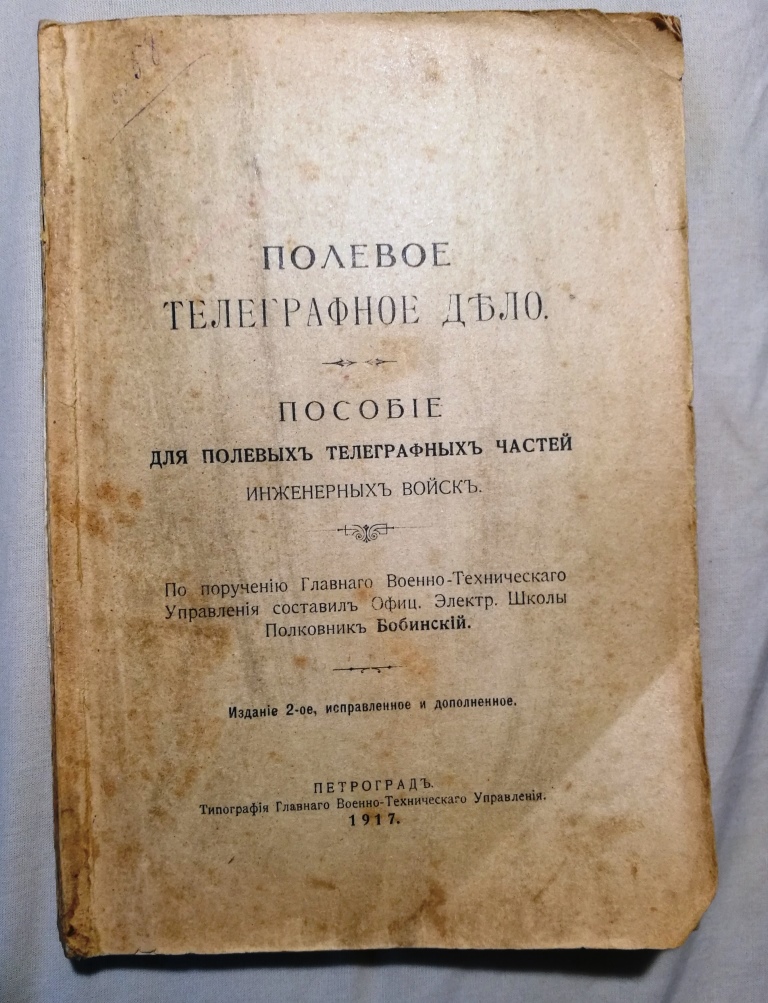 58
ПОЛЕВОЕ
ТЕЛЕГРАФНОЕ ДѢЛО.
ПОСОБІЕ
ДЛЯ ПОЛЕВЫХЪ ТЕЛЕГРАФНЫХЪ ЧАСТЕЙ
ИНЖЕНЕРНЫХЪ ВОЙСКЪ.
По порученію Главнаго Военно-Техническаго
Управленія составилъ Офиц. Электр. Школы
Полковникъ Бобинскій.
Изданіе 2-ое, исправленное и дополненное.
ПЕТРОГРАДЪ.
Типографія Главнаго Военно-Техническаго Управленія.
1917.